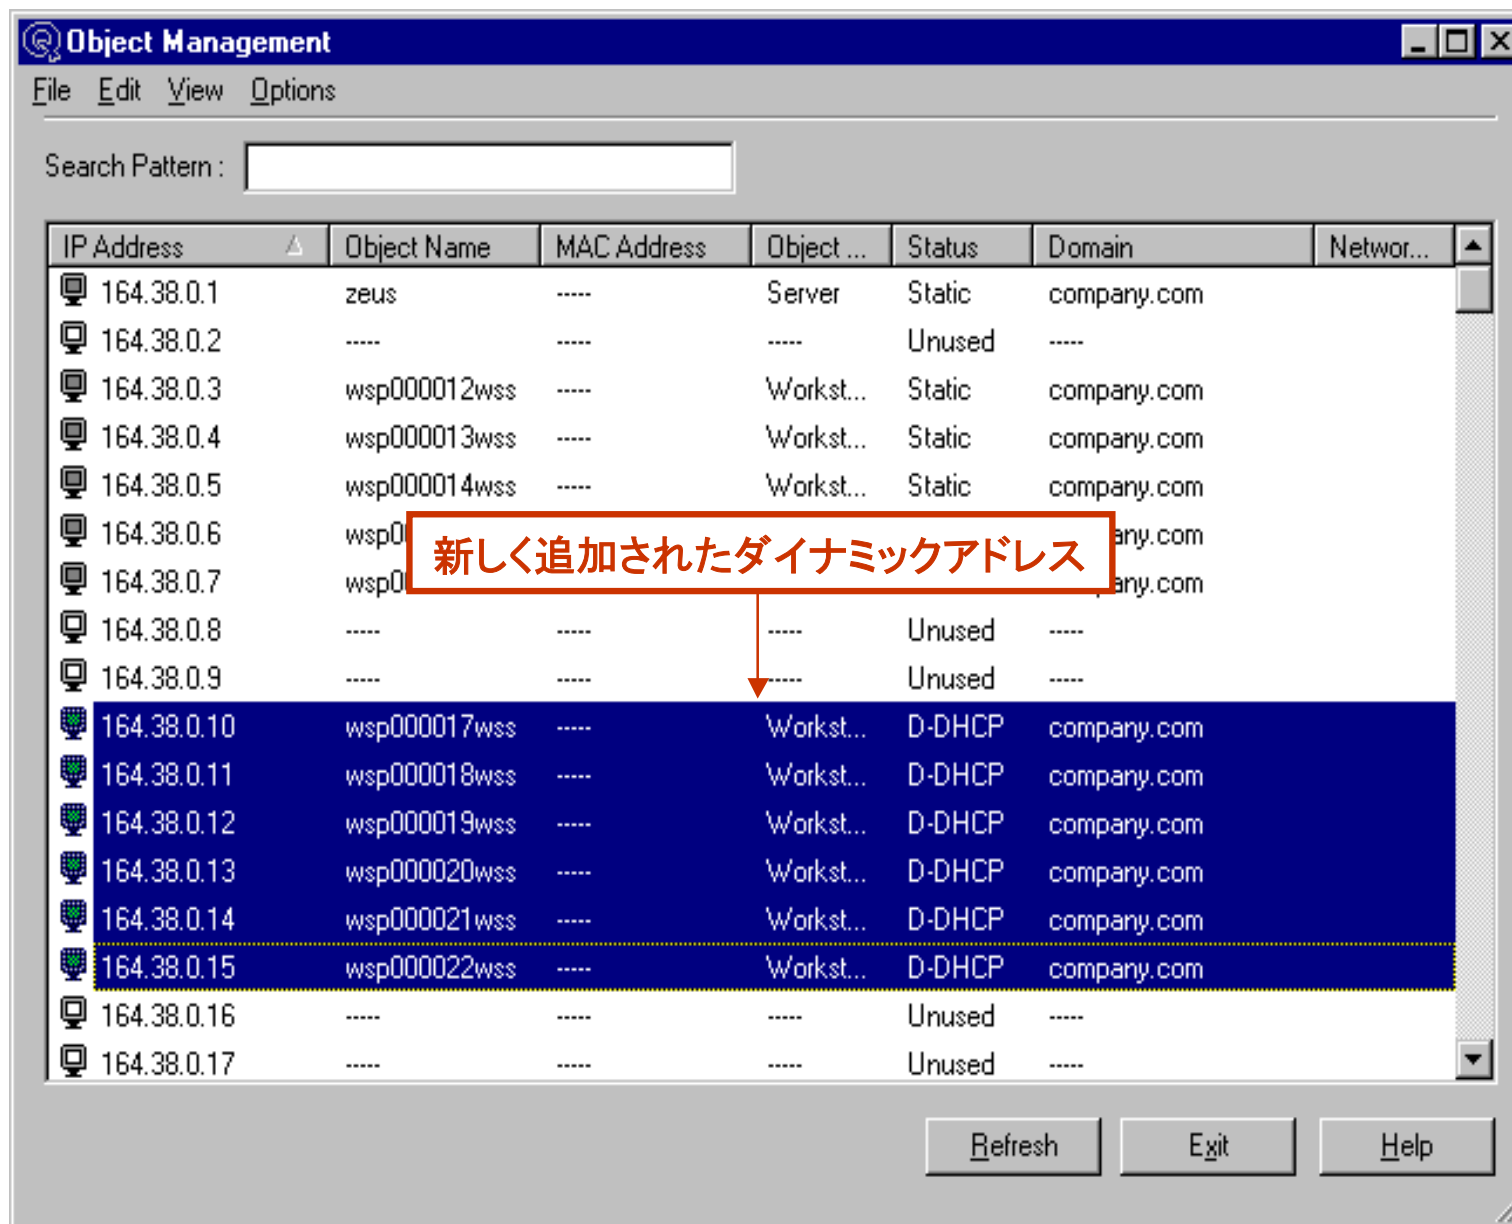 Object Management
File Edit View Options
Search Pattern :
IP Address Object Name MAC Address Object ... Status Domain Networ...
164.38.0.1 zeus ----- Server Static company.com
164.38.0.2 ----- ----- ----- Unused -----
164.38.0.3 wsp000012wss ----- Workst... Static company.com
164.38.0.4 wsp000013wss ----- Workst... Static company.com
164.38.0.5 wsp000014wss ----- Workst... Static company.com
164.38.0.6
新しく追加されたダイナミックアドレス
164.38.0.7
164.38.0.8 ----- ----- ----- Unused -----
164.38.0.9 ----- ----- ----- Unused -----
164.38.0.10 wsp000017wss ----- Workst... D-DHCP company.com
164.38.0.11 wsp000018wss ----- Workst... D-DHCP company.com
164.38.0.12 wsp000019wss ----- Workst... D-DHCP company.com
164.38.0.13 wsp000020wss ----- Workst... D-DHCP company.com
164.38.0.14 wsp000021wss ----- Workst... D-DHCP company.com
164.38.0.15 wsp000022wss ----- Workst... D-DHCP company.com
164.38.0.16 ----- ----- ----- Unused -----
164.38.0.17 ----- ----- ----- Unused -----
Refresh Exit Help